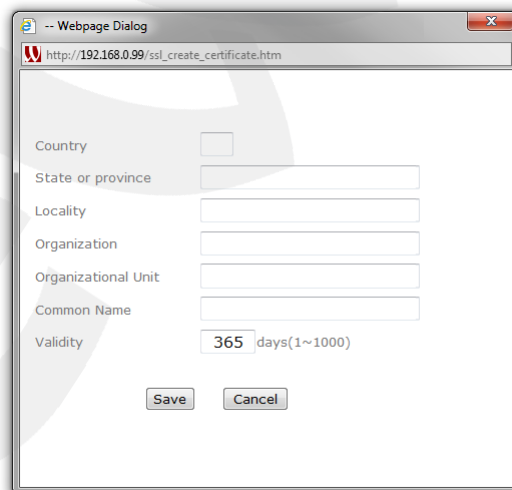 -- Webpage Dialog
x
http://192.168.0.99/ssl_create_certificate.htm
Country
State or province
Locality
Organization
Organizational Unit
Common Name
Validity 365 days(1~1000)
Save Cancel